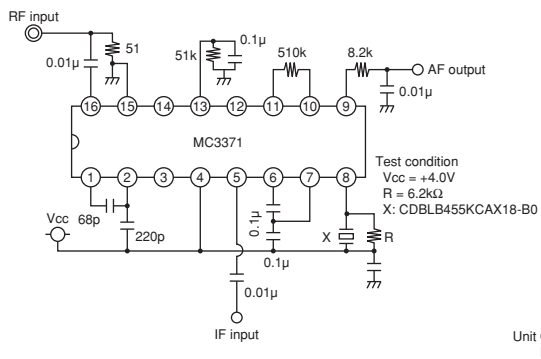 RF input
0.01μ
51
51k
0.1μ
510k
8.2k
AF output
0.01μ
16
15
14
13
12
11
10
9
MC3371
1
2
3
4
5
6
7
8
Test condition
Vcc = +4.0V
R = 6.2kΩ
X: CDBLB455KCAX18-B0
Vcc
68p
220p
0.1μ
0.1μ
X
R
0.01μ
IF input
Unit